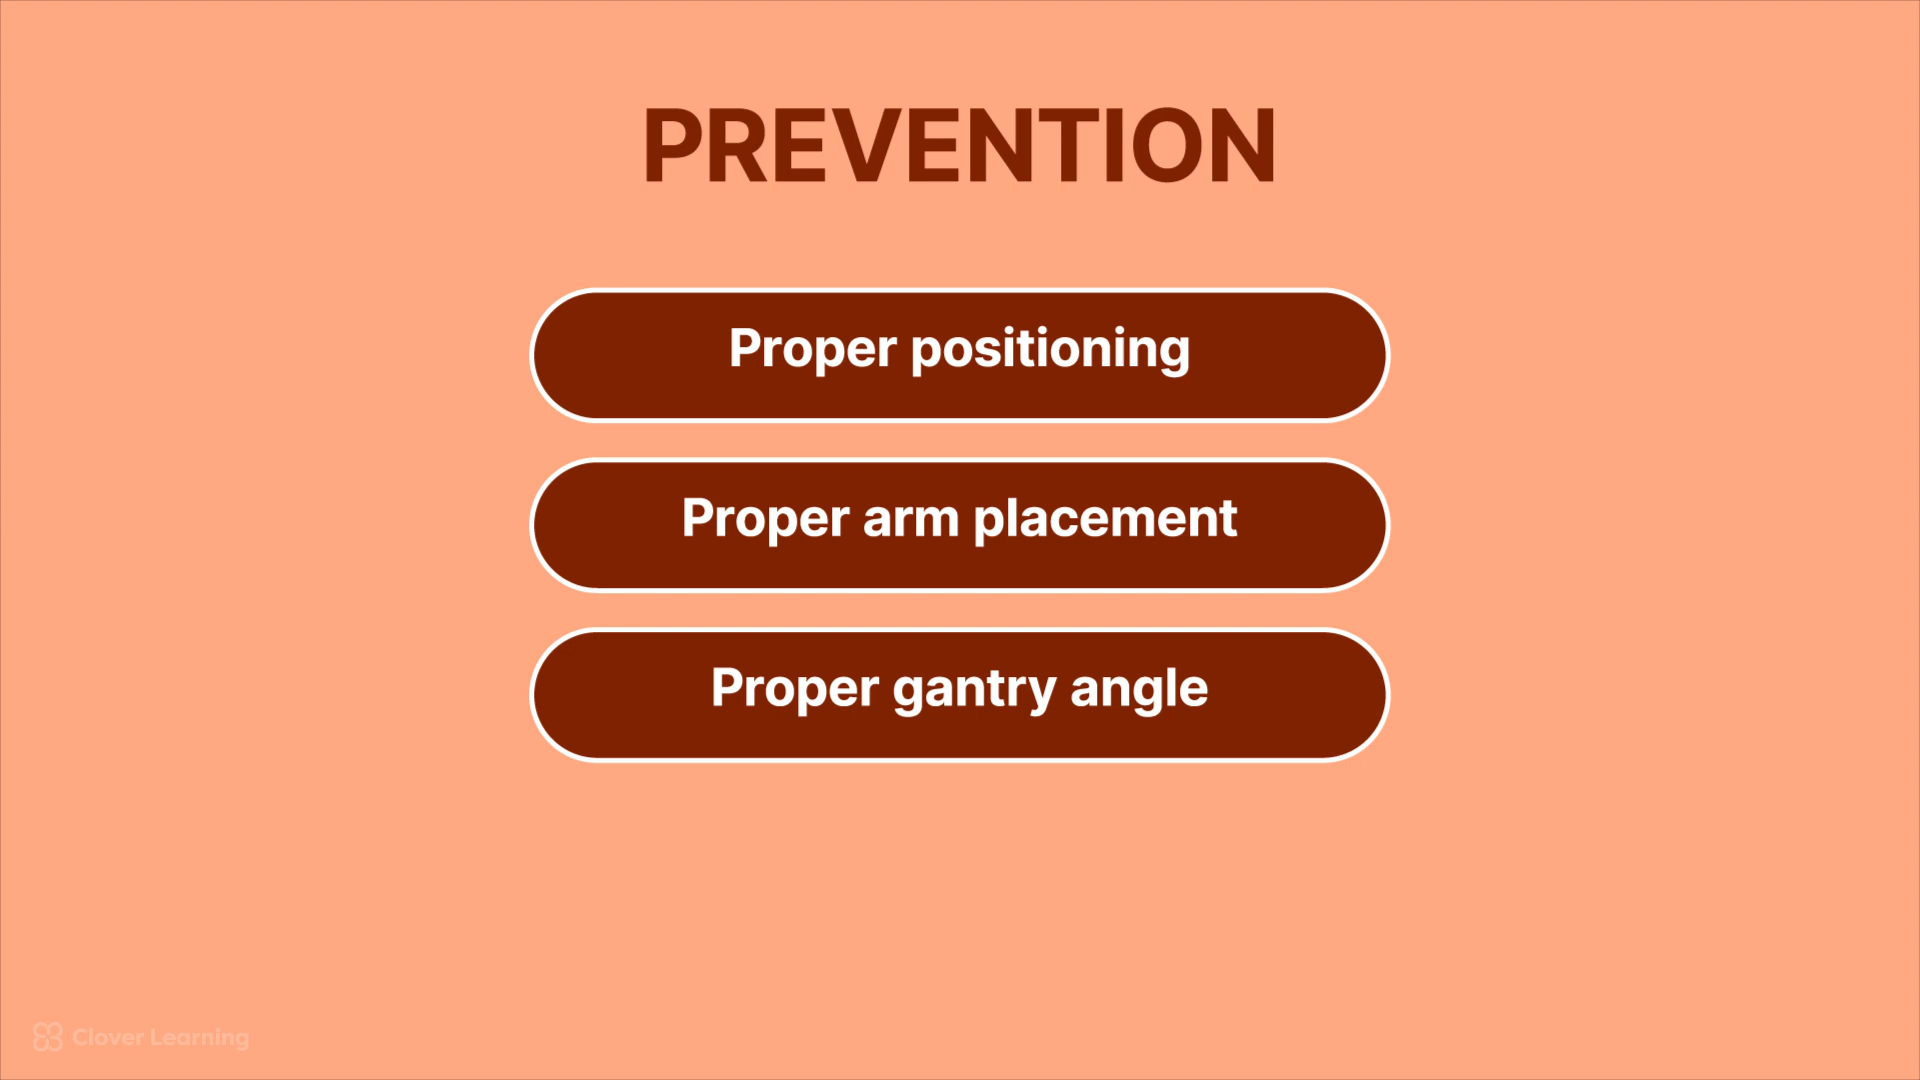 PREVENTION
Proper positioning
Proper arm placement
Proper gantry angle
Clover Learning